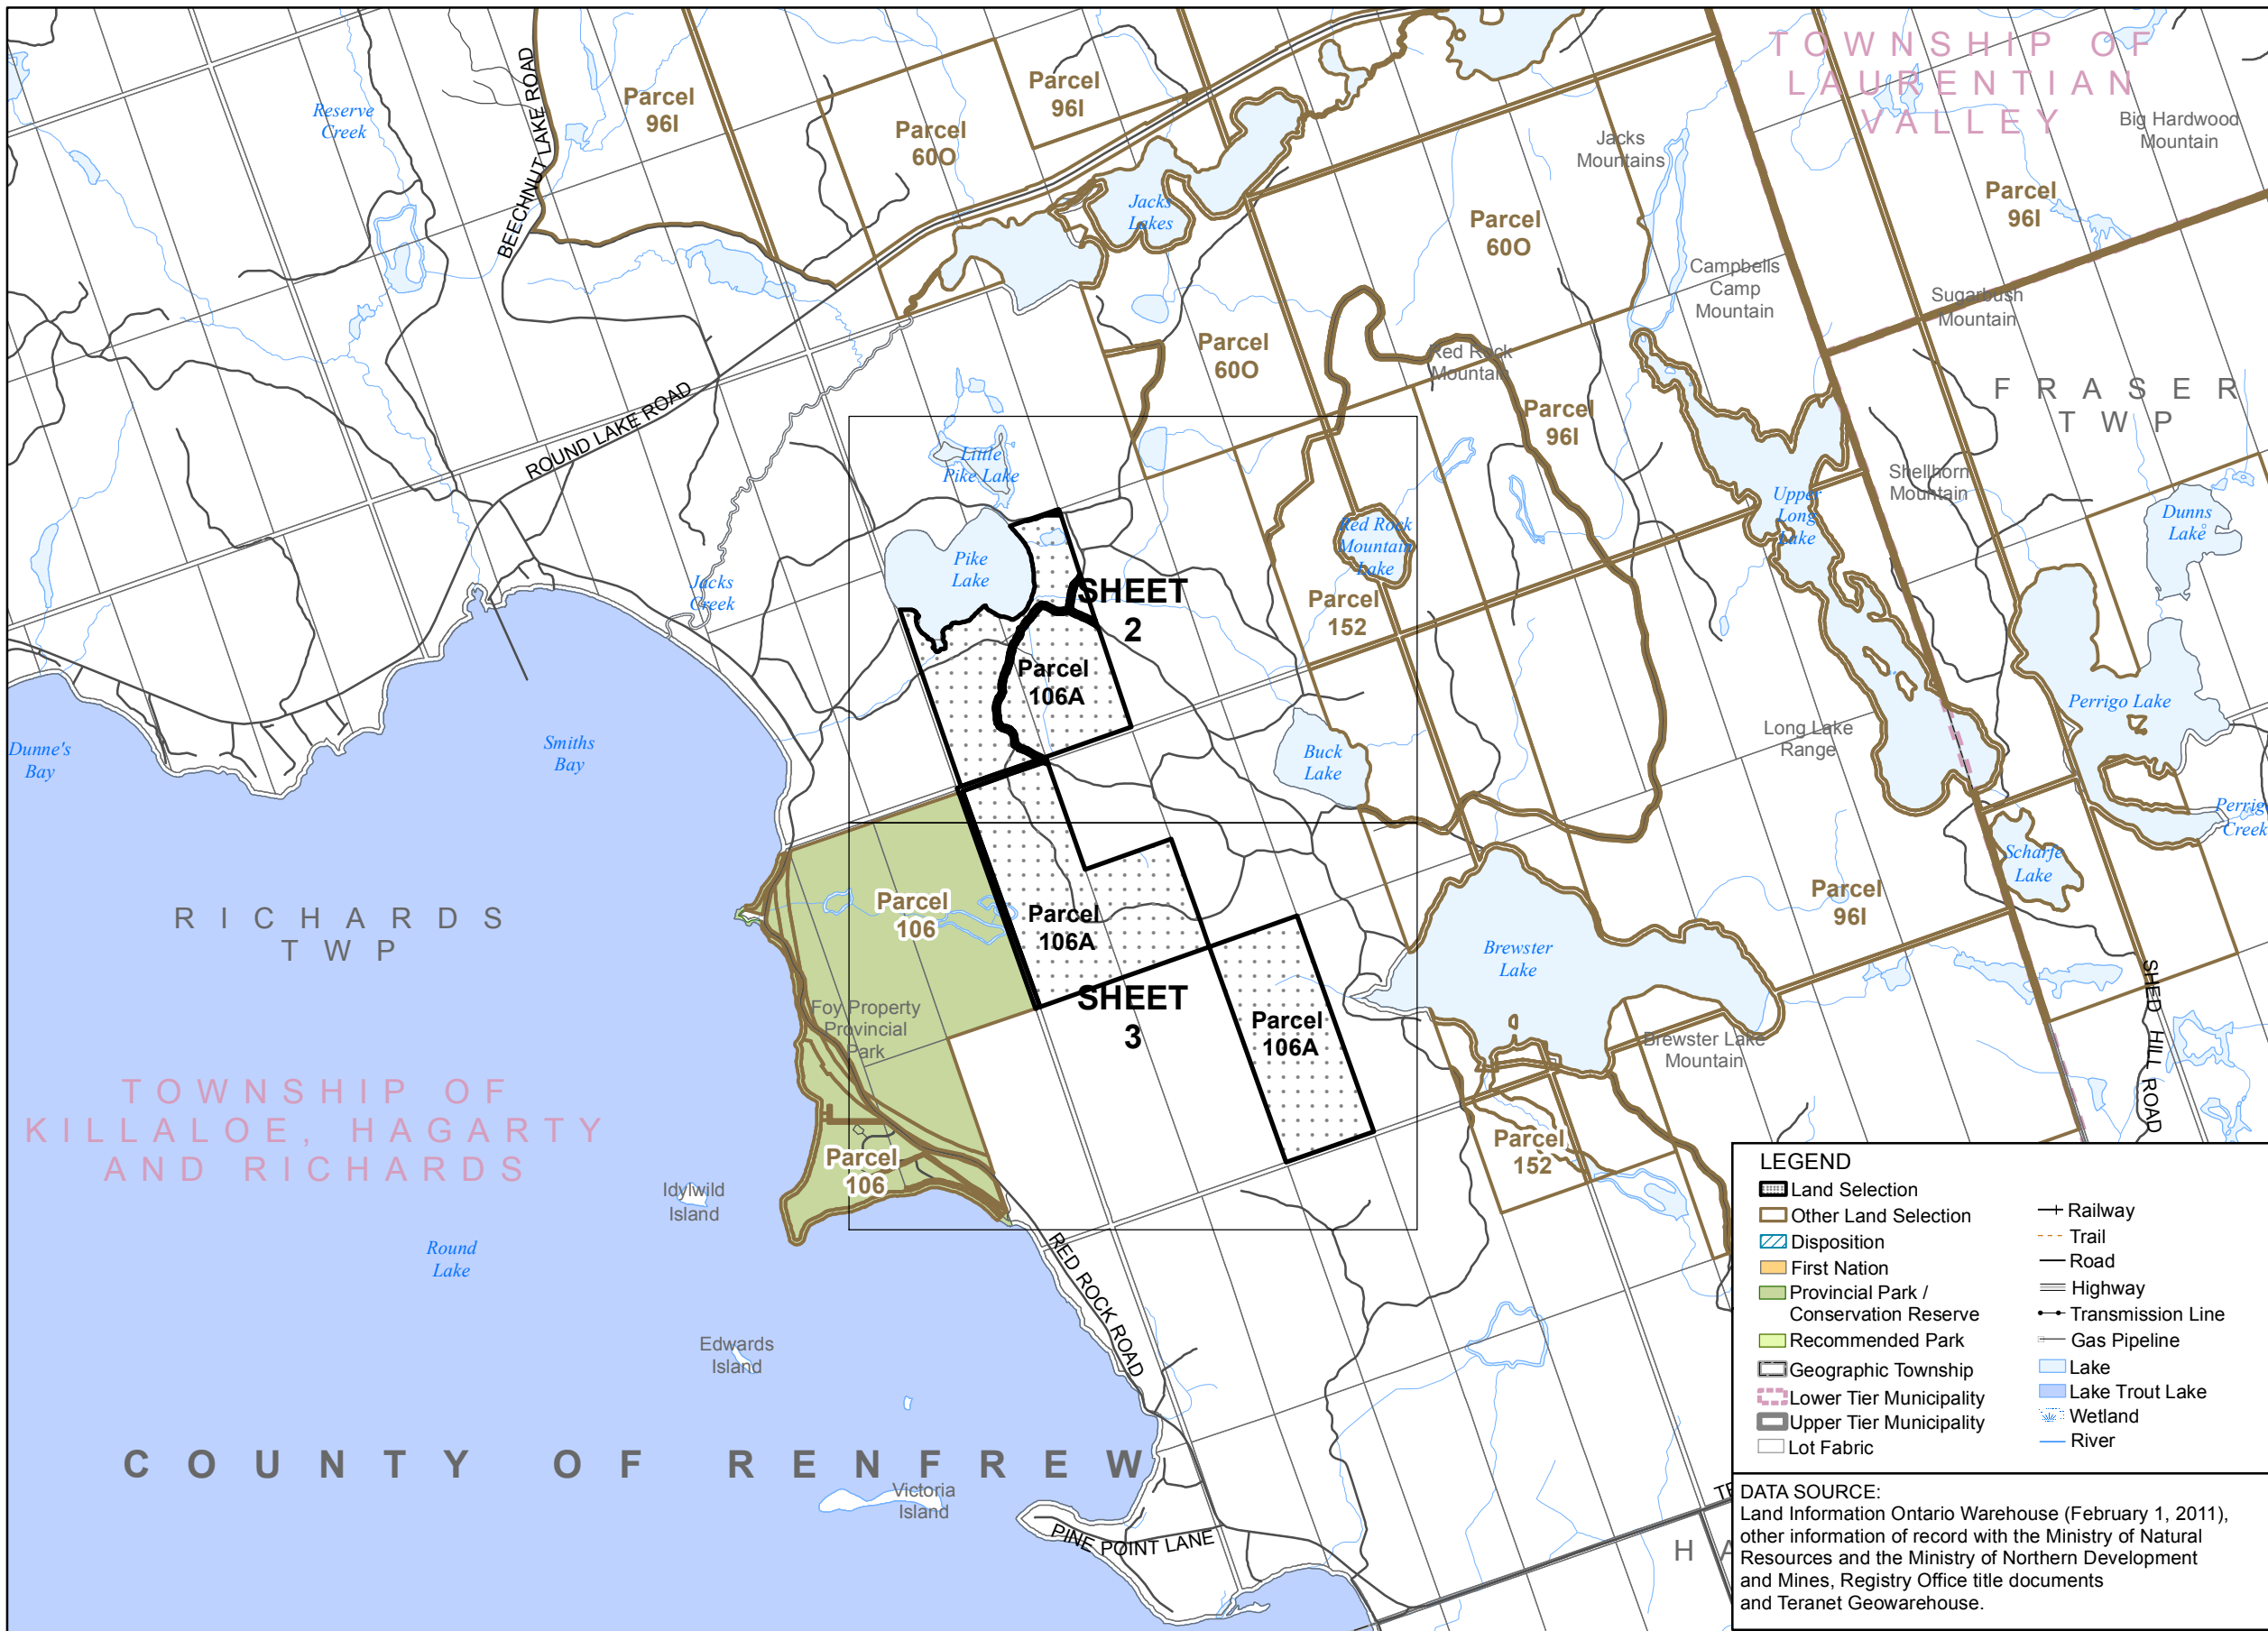 TOWNSHIP OF
LAURENTIAN
VALLEY
Big Hardwood
Mountain
Reserve
Creek
BEECHNUT LAKE ROAD
Parcel
96I
Parcel
60O
Parcel
96I
Jacks
Mountains
Parcel
96I
Jacks
Lakes
Parcel
60O
Campbells
Camp
Mountain
Sugarbush
Mountain
Parcel
60O
Red Rock
Mountain
FRASER
TWP
ROUND LAKE ROAD
Parcel
96I
Little
Pike Lake
Shellhorn
Mountain
Upper
Long
Lake
Dunns
Lake
Red Rock
Mountain
Lake
Pike
Lake
Jacks
Creek
SHEET
2
Parcel
152
Parcel
106A
Perrigo Lake
Long Lake
Range
Dunne's
Bay
Smiths
Bay
Buck
Lake
Creek
Scharfe
Lake
RICHARDS
TWP
Parcel
106
Parcel
106A
Parcel
96I
Brewster
Lake
SHEET
3
Foy Property
Provincial
Park
Parcel
106A
Brewster Lake
Mountain
SHED HILL ROAD
TOWNSHIP OF
KILLALOE, HAGARTY
AND RICHARDS
Parcel
106
Parcel
152
Idylwild
Island
Round
Lake
RED ROCK ROAD
Edwards
Island
COUNTY OF RENFREW
Victoria
Island
PINE POINT LANE
LEGEND
Land Selection
Other Land Selection
Disposition
First Nation
Provincial Park /
Conservation Reserve
Recommended Park
Geographic Township
Lower Tier Municipality
Upper Tier Municipality
Lot Fabric
Railway
Trail
Road
Highway
Transmission Line
Gas Pipeline
Lake
Lake Trout Lake
Wetland
River
DATA SOURCE:
Land Information Ontario Warehouse (February 1, 2011),
other information of record with the Ministry of Natural
Resources and the Ministry of Northern Development
and Mines, Registry Office title documents
and Teranet Geowarehouse.